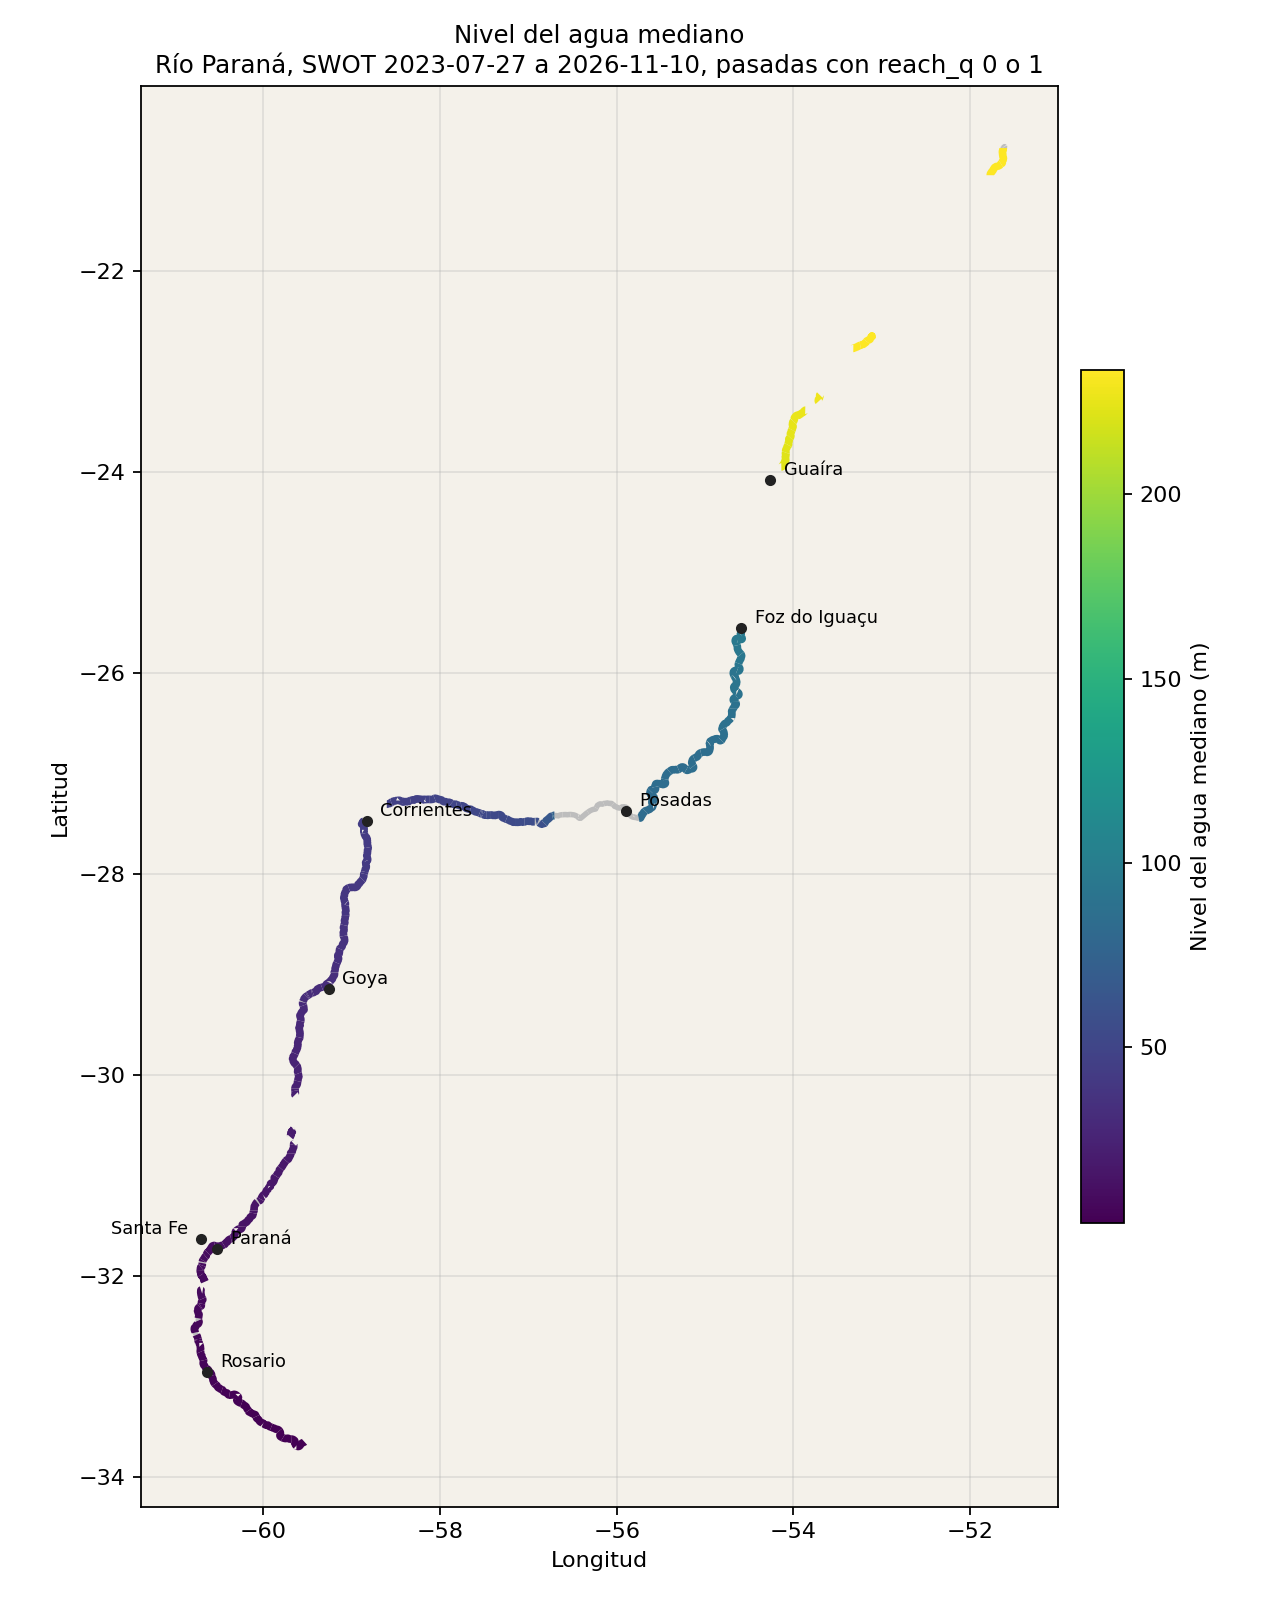 Nivel del agua mediano
Río Paraná, SWOT 2023-07-27 a 2026-11-10, pasadas con reach_q 0 o 1
−22
−24
−26
−28
−30
−32
−34
Latitud
Guaíra
Foz do Iguaçu
Posadas
Corrientes
Goya
Santa Fe
Paraná
Rosario
−60
−58
−56
−54
−52
Longitud
200
150
100
50
Nivel del agua mediano (m)